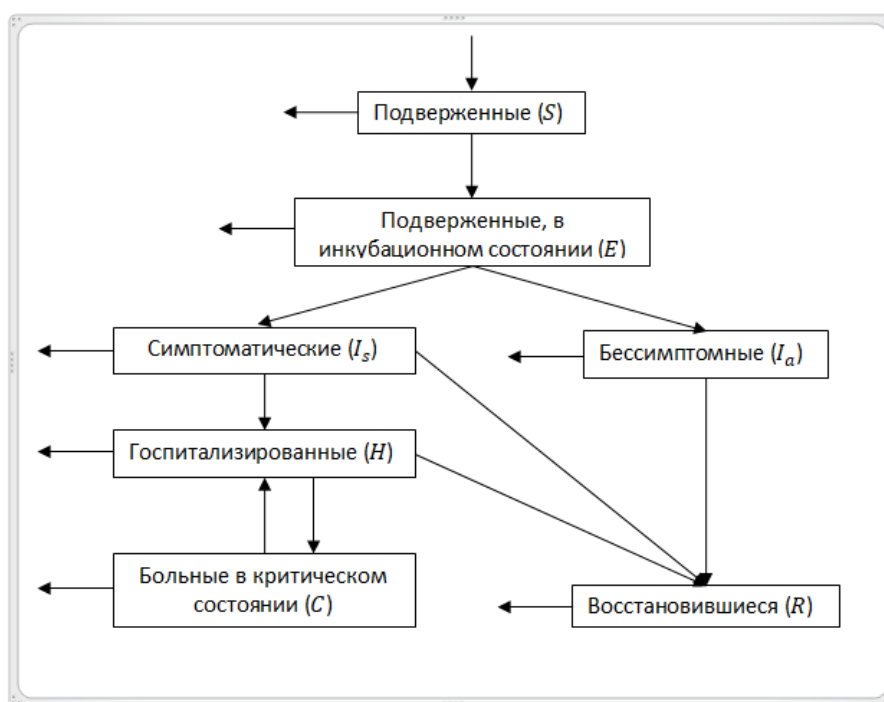 Подверженные (S)
Подверженные, в
инкубационном состоянии (E)
Симптоматические (Iₛ)
Бессимптомные (Iₐ)
Госпитализированные (H)
Больные в критическом
состоянии (C)
Восстановившиеся (R)